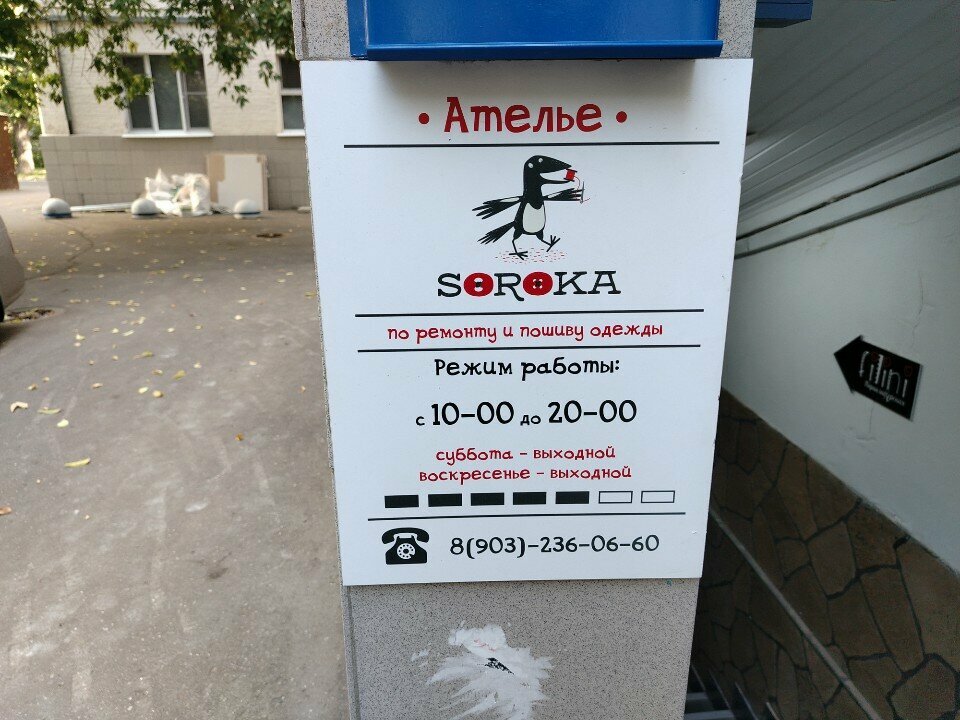 • Ателье •
SOROKA
по ремонту и пошиву одежды
Режим работы:
с 10-00 до 20-00
суббота - выходной
воскресенье - выходной
8(903)-236-06-60
filini